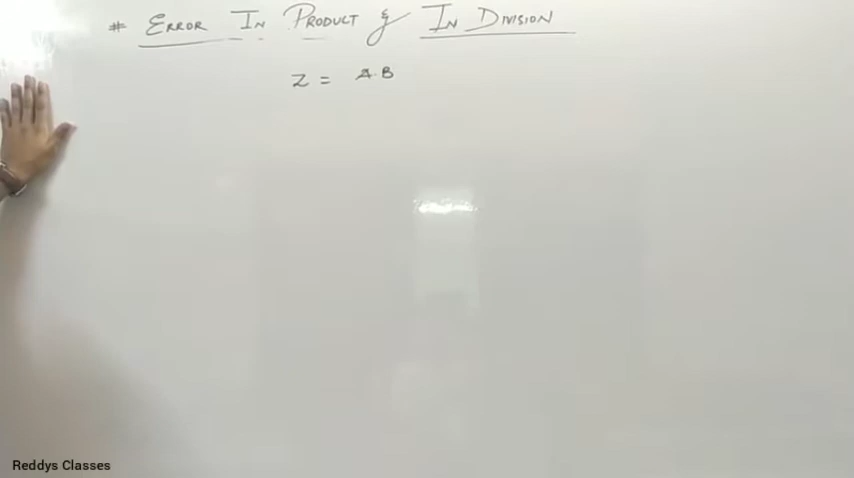 # ERROR IN PRODUCT & IN DIVISION
Z = A·B
Reddys Classes